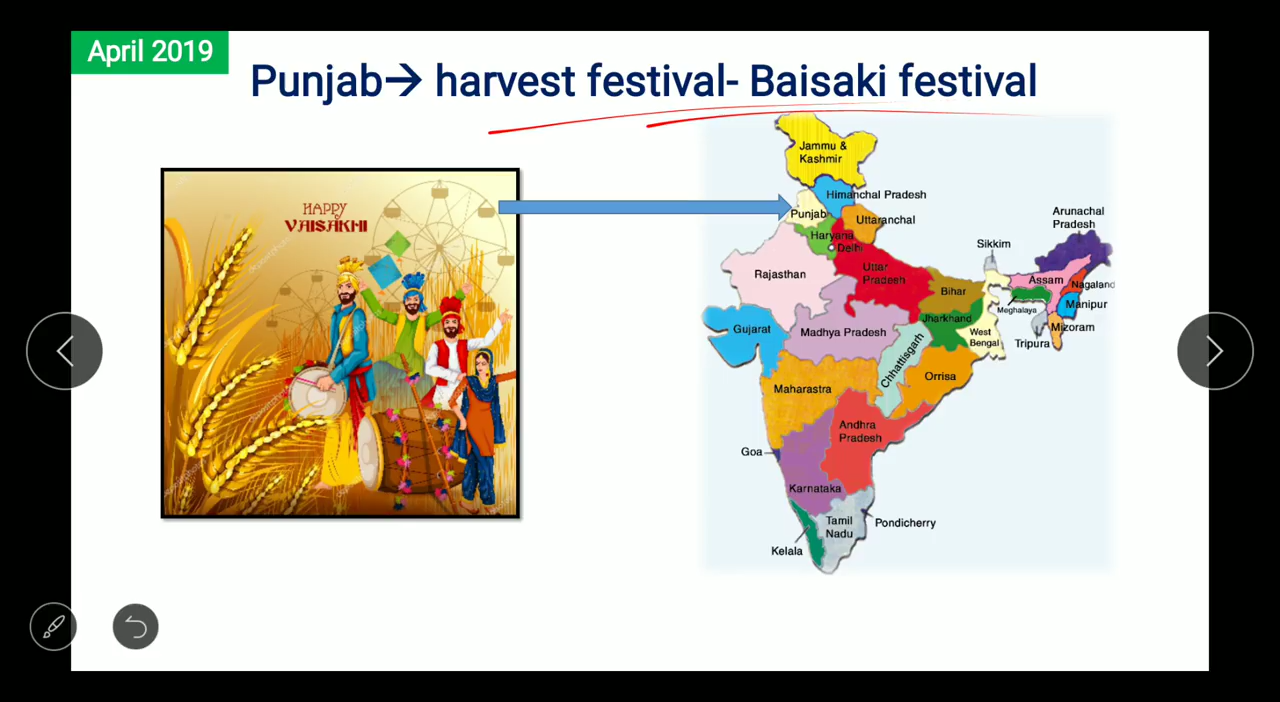 April 2019
Punjab→ harvest festival- Baisaki festival
HAPPY
VAISAKHI
Jammu &
Kashmir
Himanchal Pradesh
Punjab
Uttaranchal
Haryana
Delhi
Arunachal
Pradesh
Sikkim
Rajasthan
Uttar
Pradesh
Assam
Nagaland
Bihar
Meghalaya
Manipur
Gujarat
Madhya Pradesh
Jharkhand
West
Bengal
Mizoram
Tripura
Chhattisgarh
Orrisa
Maharastra
Andhra
Pradesh
Goa
Karnataka
Tamil
Nadu
Pondicherry
Kelala